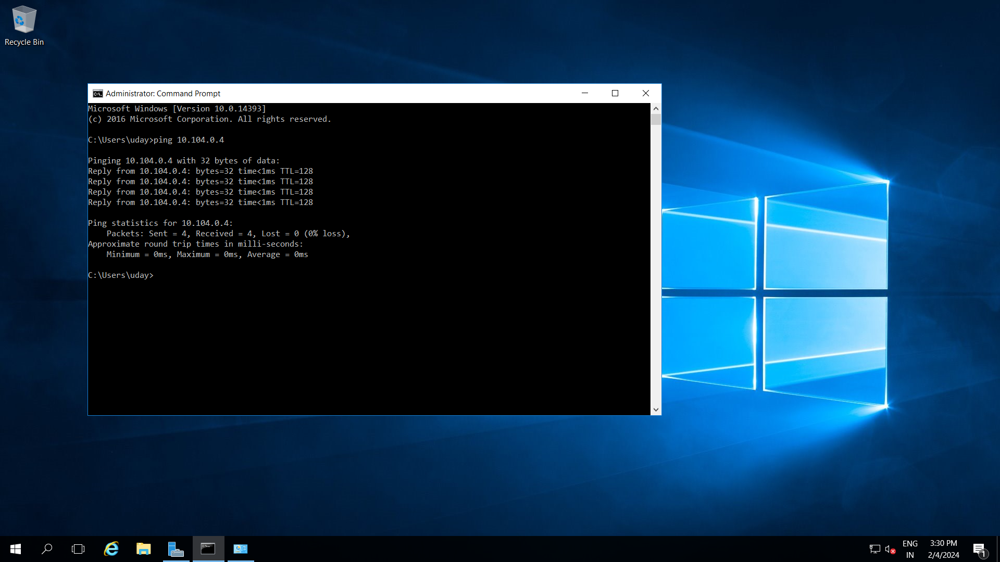 Recycle Bin
Administrator: Command Prompt
Microsoft Windows [Version 10.0.14393]
(c) 2016 Microsoft Corporation. All rights reserved.
C:\Users\uday>ping 10.104.0.4
Pinging 10.104.0.4 with 32 bytes of data:
Reply from 10.104.0.4: bytes=32 time<1ms TTL=128
Reply from 10.104.0.4: bytes=32 time<1ms TTL=128
Reply from 10.104.0.4: bytes=32 time<1ms TTL=128
Reply from 10.104.0.4: bytes=32 time<1ms TTL=128
Ping statistics for 10.104.0.4:
    Packets: Sent = 4, Received = 4, Lost = 0 (0% loss),
Approximate round trip times in milli-seconds:
    Minimum = 0ms, Maximum = 0ms, Average = 0ms
C:\Users\uday>
ENG
IN
3:30 PM
2/4/2024
1